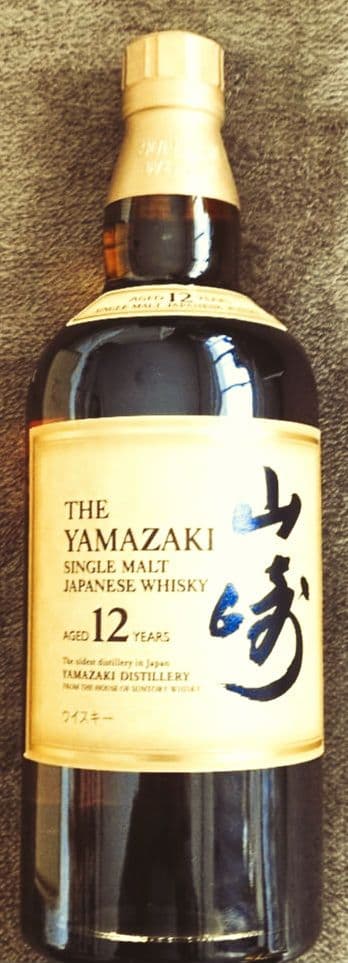 AGED 12 YEARS
SINGLE MALT JAPANESE WHISKY
山崎
THE
YAMAZAKI
SINGLE MALT
JAPANESE WHISKY
AGED 12 YEARS
The oldest distillery in Japan
YAMAZAKI DISTILLERY
FROM THE HOUSE OF SUNTORY WHISKY
ウイスキー